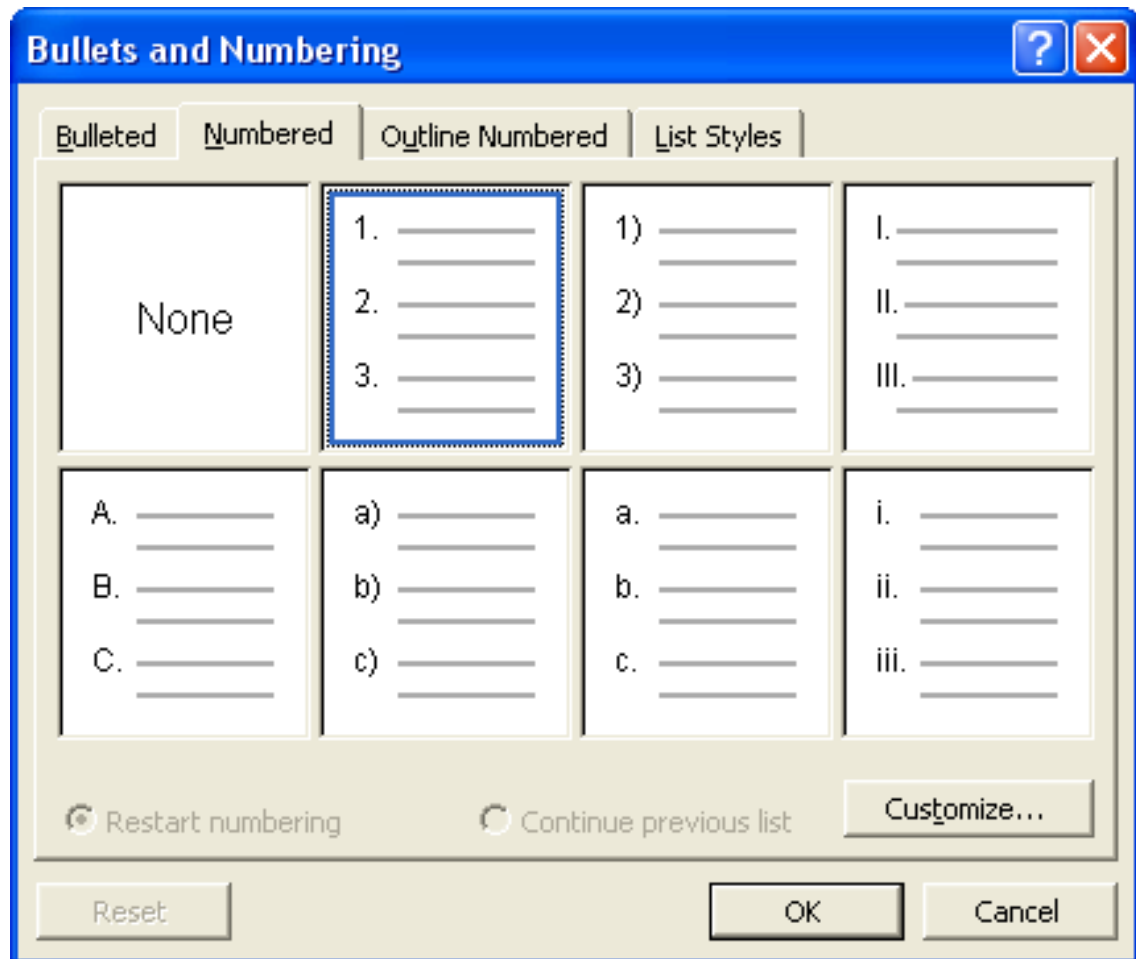 Bullets and Numbering
Bulleted
Numbered
Outline Numbered
List Styles
None
1.
2.
3.
1)
2)
3)
I.
II.
III.
A.
B.
C.
a)
b)
c)
a.
b.
c.
i.
ii.
iii.
Restart numbering
Continue previous list
Customize...
Reset
OK
Cancel